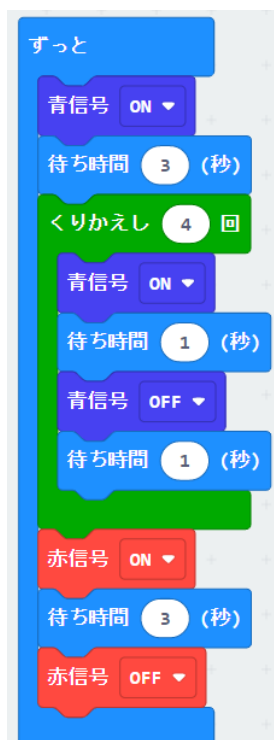 ずっと
青信号 ON
待ち時間 3 (秒)
くりかえし 4 回
青信号 ON
待ち時間 1 (秒)
青信号 OFF
待ち時間 1 (秒)
赤信号 ON
待ち時間 3 (秒)
赤信号 OFF